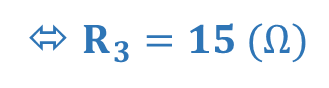 ⇔ R₃ = 15 (Ω)